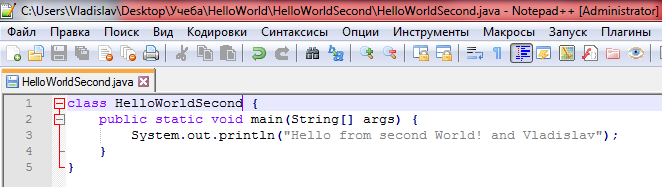 C:\Users\Vladislav\Desktop\Учеба\HelloWorld\HelloWorldSecond\HelloWorldSecond.java - Notepad++ [Administrator]
Файл Правка Поиск Вид Кодировки Синтаксисы Опции Инструменты Макросы Запуск Плагины
HelloWorldSecond.java
1 class HelloWorldSecond {
2 public static void main(String[] args) {
3 System.out.println("Hello from second World! and Vladislav");
4 }
5 }